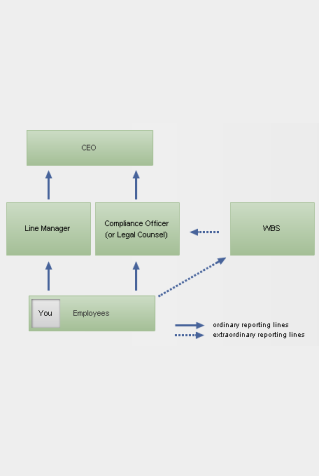 CEO
Line Manager
Compliance Officer
(or Legal Counsel)
WBS
You
Employees
ordinary reporting lines
extraordinary reporting lines